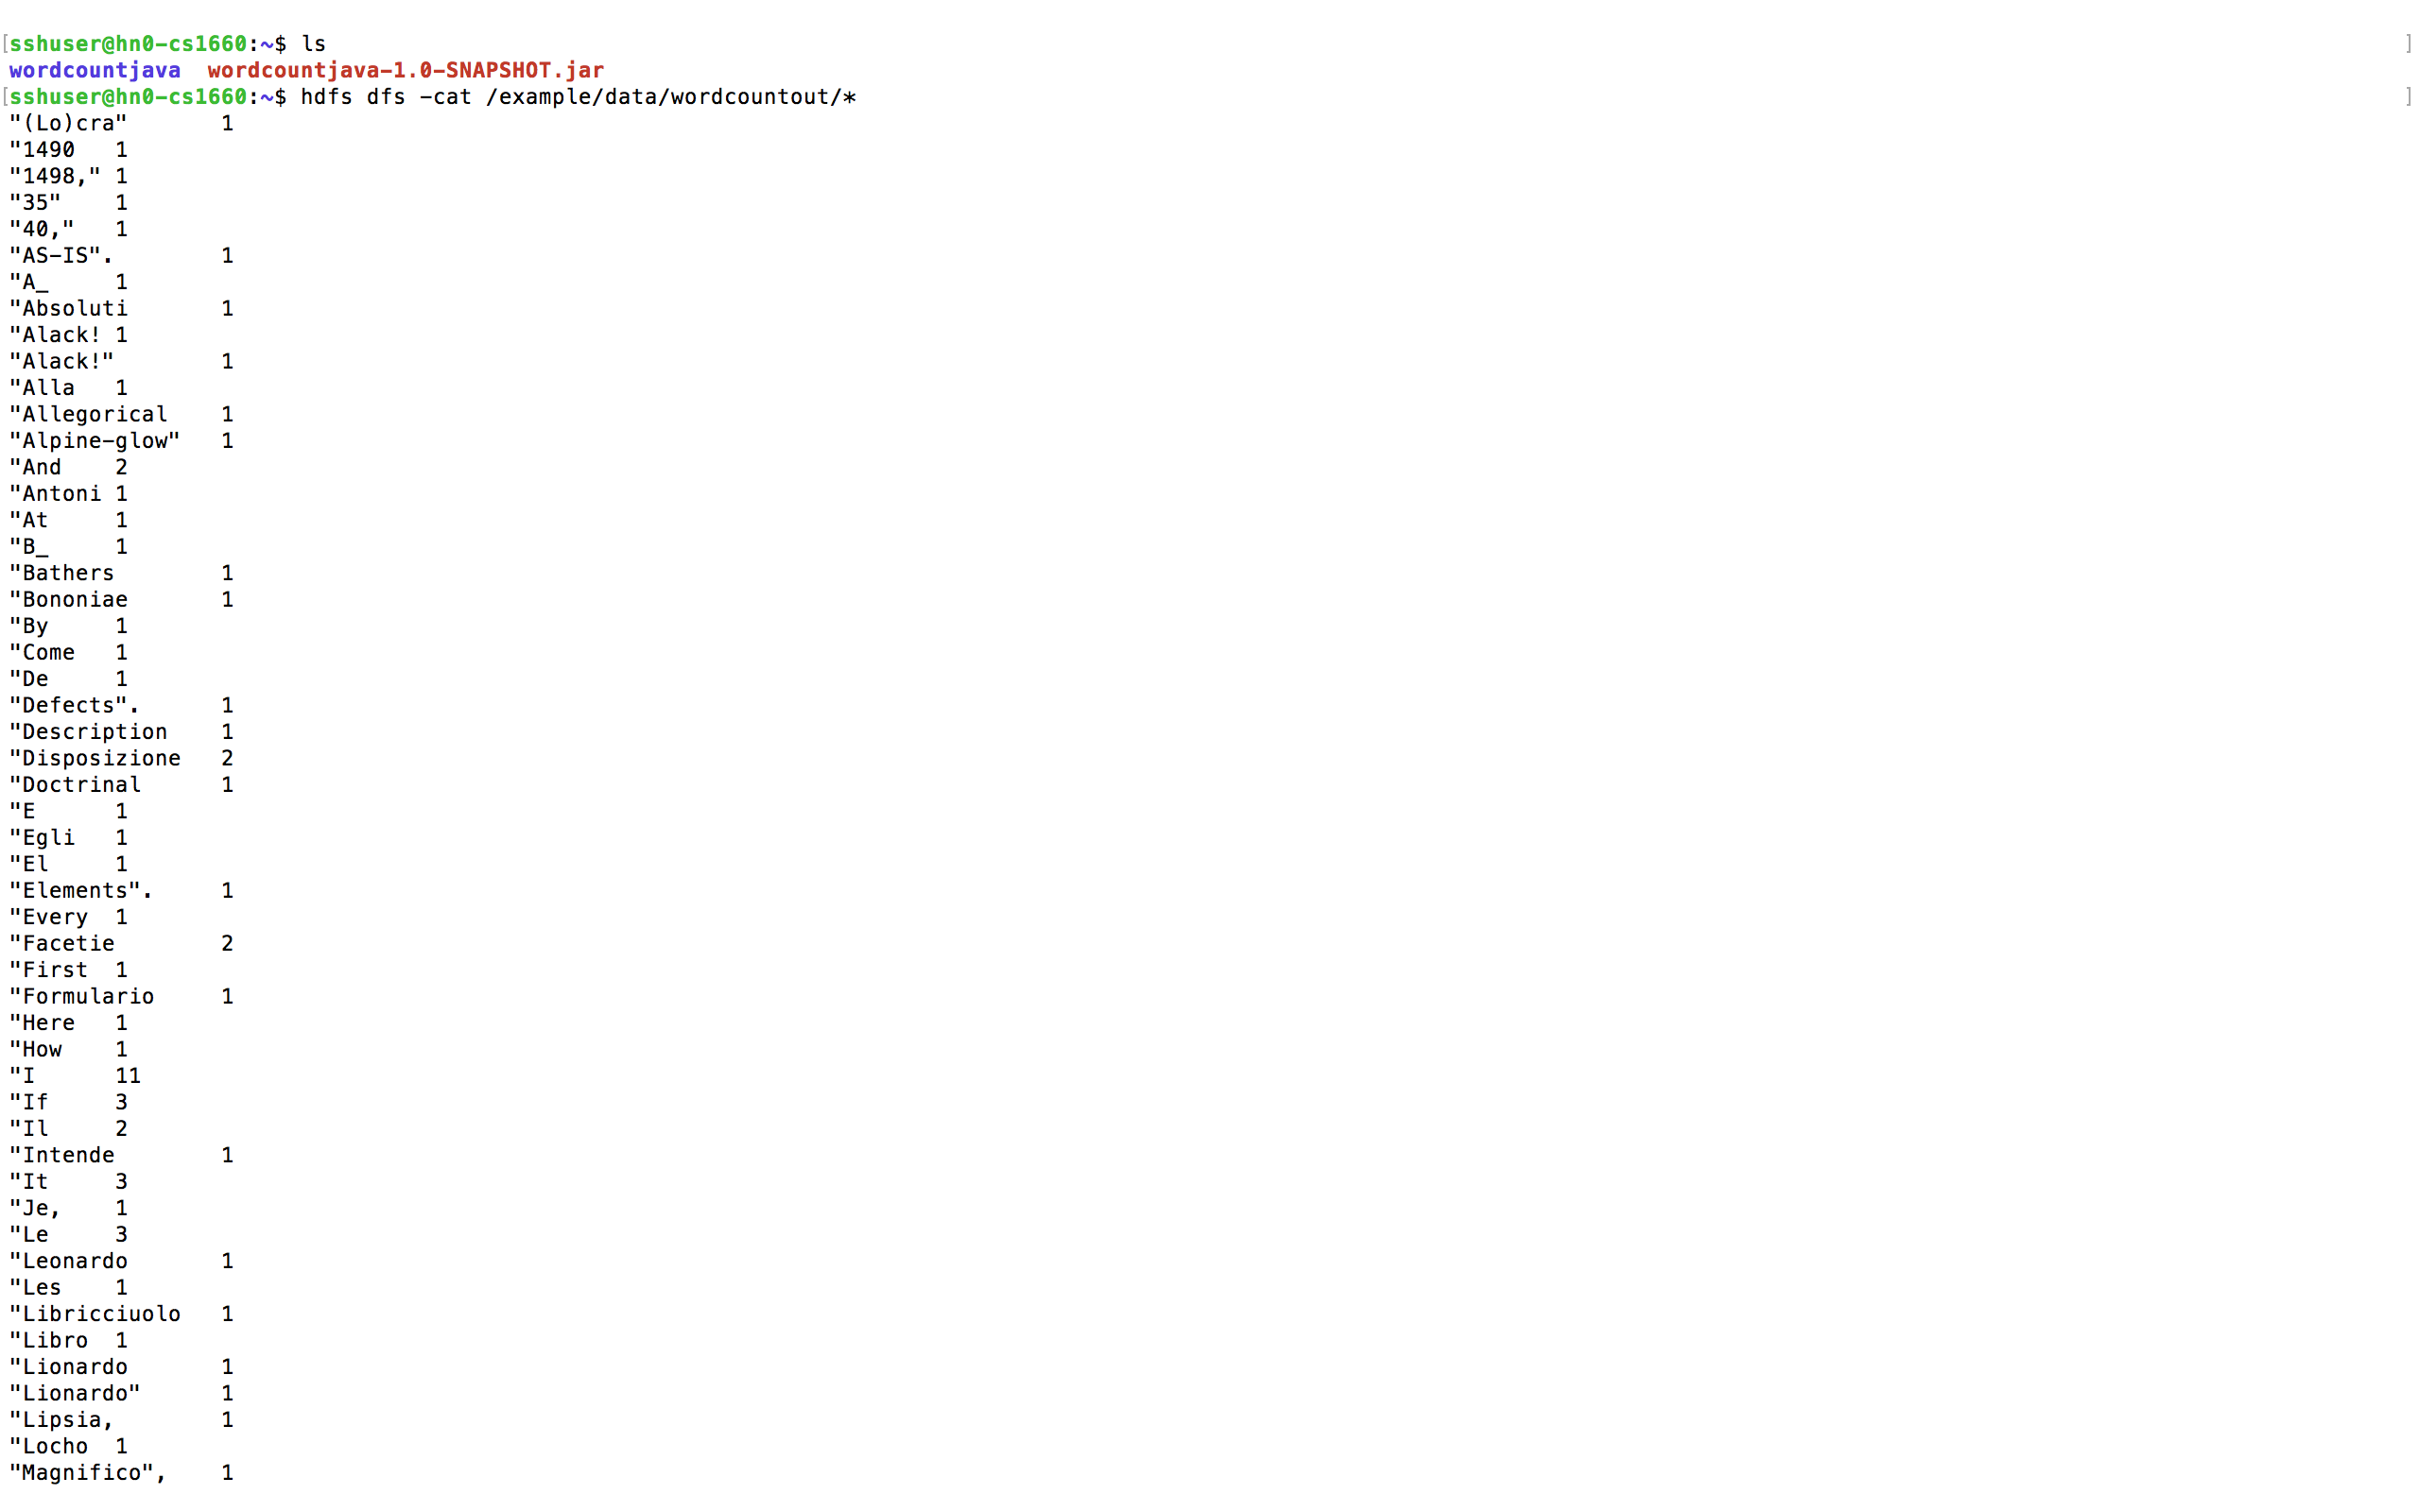 [sshuser@hn0-cs1660:~$ ls ]
wordcountjava  wordcountjava-1.0-SNAPSHOT.jar
[sshuser@hn0-cs1660:~$ hdfs dfs -cat /example/data/wordcountout/* ]
"(Lo)cra"       1
"1490   1
"1498," 1
"35"    1
"40,"   1
"AS-IS".        1
"A_     1
"Absoluti       1
"Alack! 1
"Alack!"        1
"Alla   1
"Allegorical    1
"Alpine-glow"   1
"And    2
"Antoni 1
"At     1
"B_     1
"Bathers        1
"Bononiae       1
"By     1
"Come   1
"De     1
"Defects".      1
"Description    1
"Disposizione   2
"Doctrinal      1
"E      1
"Egli   1
"El     1
"Elements".     1
"Every  1
"Facetie        2
"First  1
"Formulario     1
"Here   1
"How    1
"I      11
"If     3
"Il     2
"Intende        1
"It     3
"Je,    1
"Le     3
"Leonardo       1
"Les    1
"Libricciuolo   1
"Libro  1
"Lionardo       1
"Lionardo"      1
"Lipsia,        1
"Locho  1
"Magnifico",    1